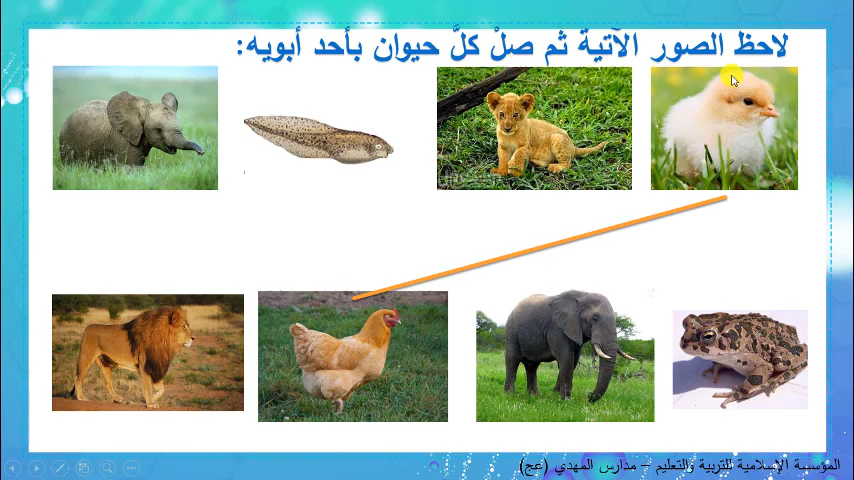 لاحظ الصور الآتية ثم صلْ كلَّ حيوان بأحد أبويه:
المؤسسة الإسلامية للتربية والتعليم – مدارس المهدي (عج)